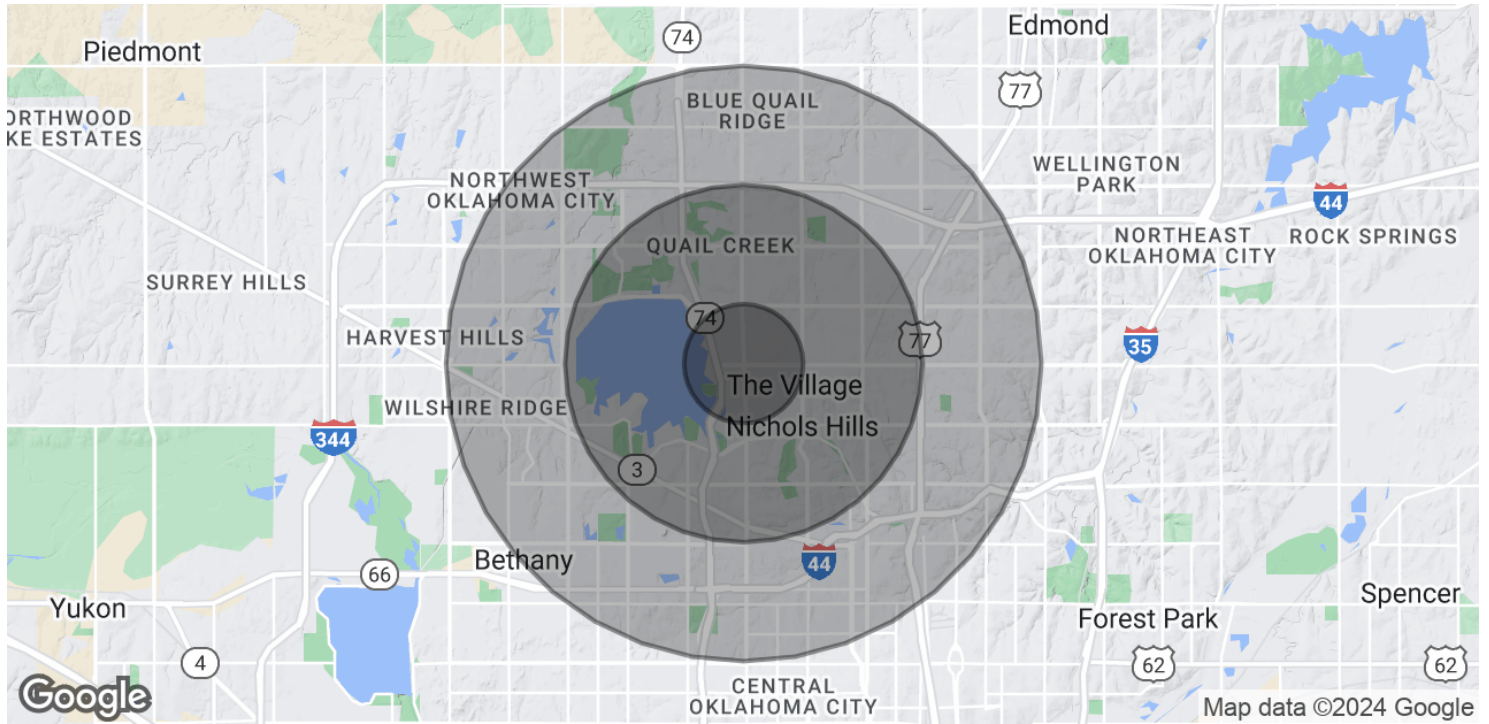 Edmond
74
Piedmont
77
BLUE QUAIL
RIDGE
ORTHWOOD
KE ESTATES
WELLINGTON
PARK
NORTHWEST
OKLAHOMA CITY
44
NORTHEAST
OKLAHOMA CITY
ROCK SPRINGS
QUAIL CREEK
SURREY HILLS
74
HARVEST HILLS
77
35
The Village
WILSHIRE RIDGE
Nichols Hills
344
3
Bethany
44
66
Yukon
Spencer
Forest Park
4
62
62
CENTRAL
OKLAHOMA CITY
Google
Map data ©2024 Google